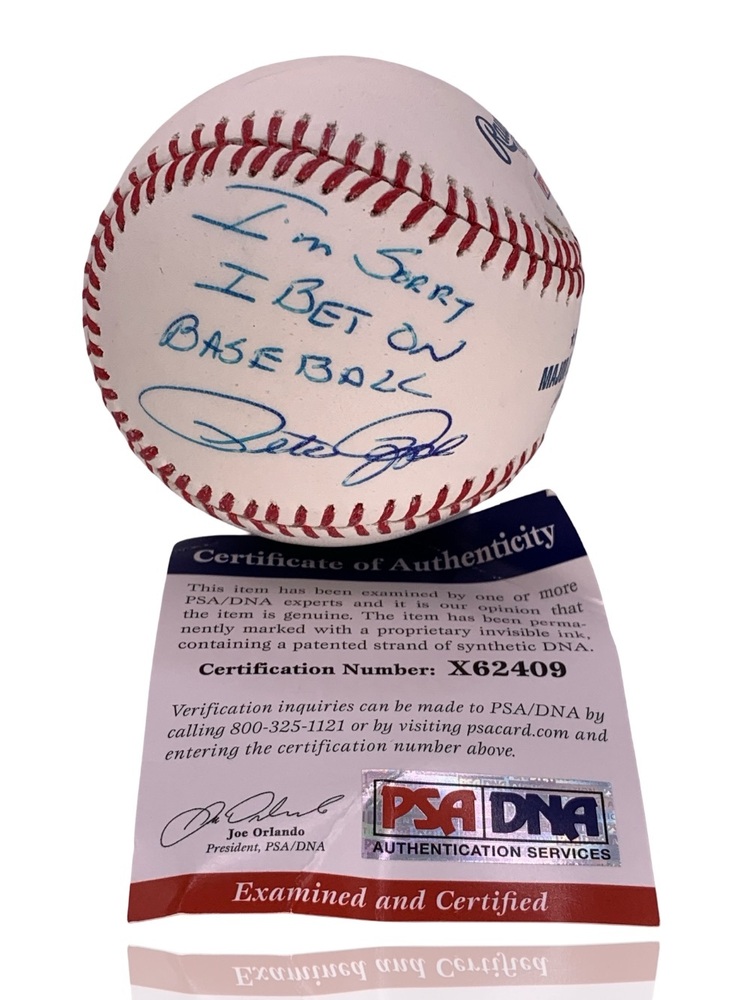 I'm SORRY
I BET ON
BASEBALL
Pete Rose
Certificate of Authenticity
This item has been examined by one or more
PSA/DNA experts and it is our opinion that
the item is genuine. The item has been perma-
nently marked with a proprietary invisible ink,
containing a patented strand of synthetic DNA.
Certification Number: X62409
Verification inquiries can be made to PSA/DNA by
calling 800-325-1121 or by visiting psacard.com and
entering the certification number above.
Joe Orlando
President, PSA/DNA
PSA DNA
AUTHENTICATION SERVICES
Examined and Certified